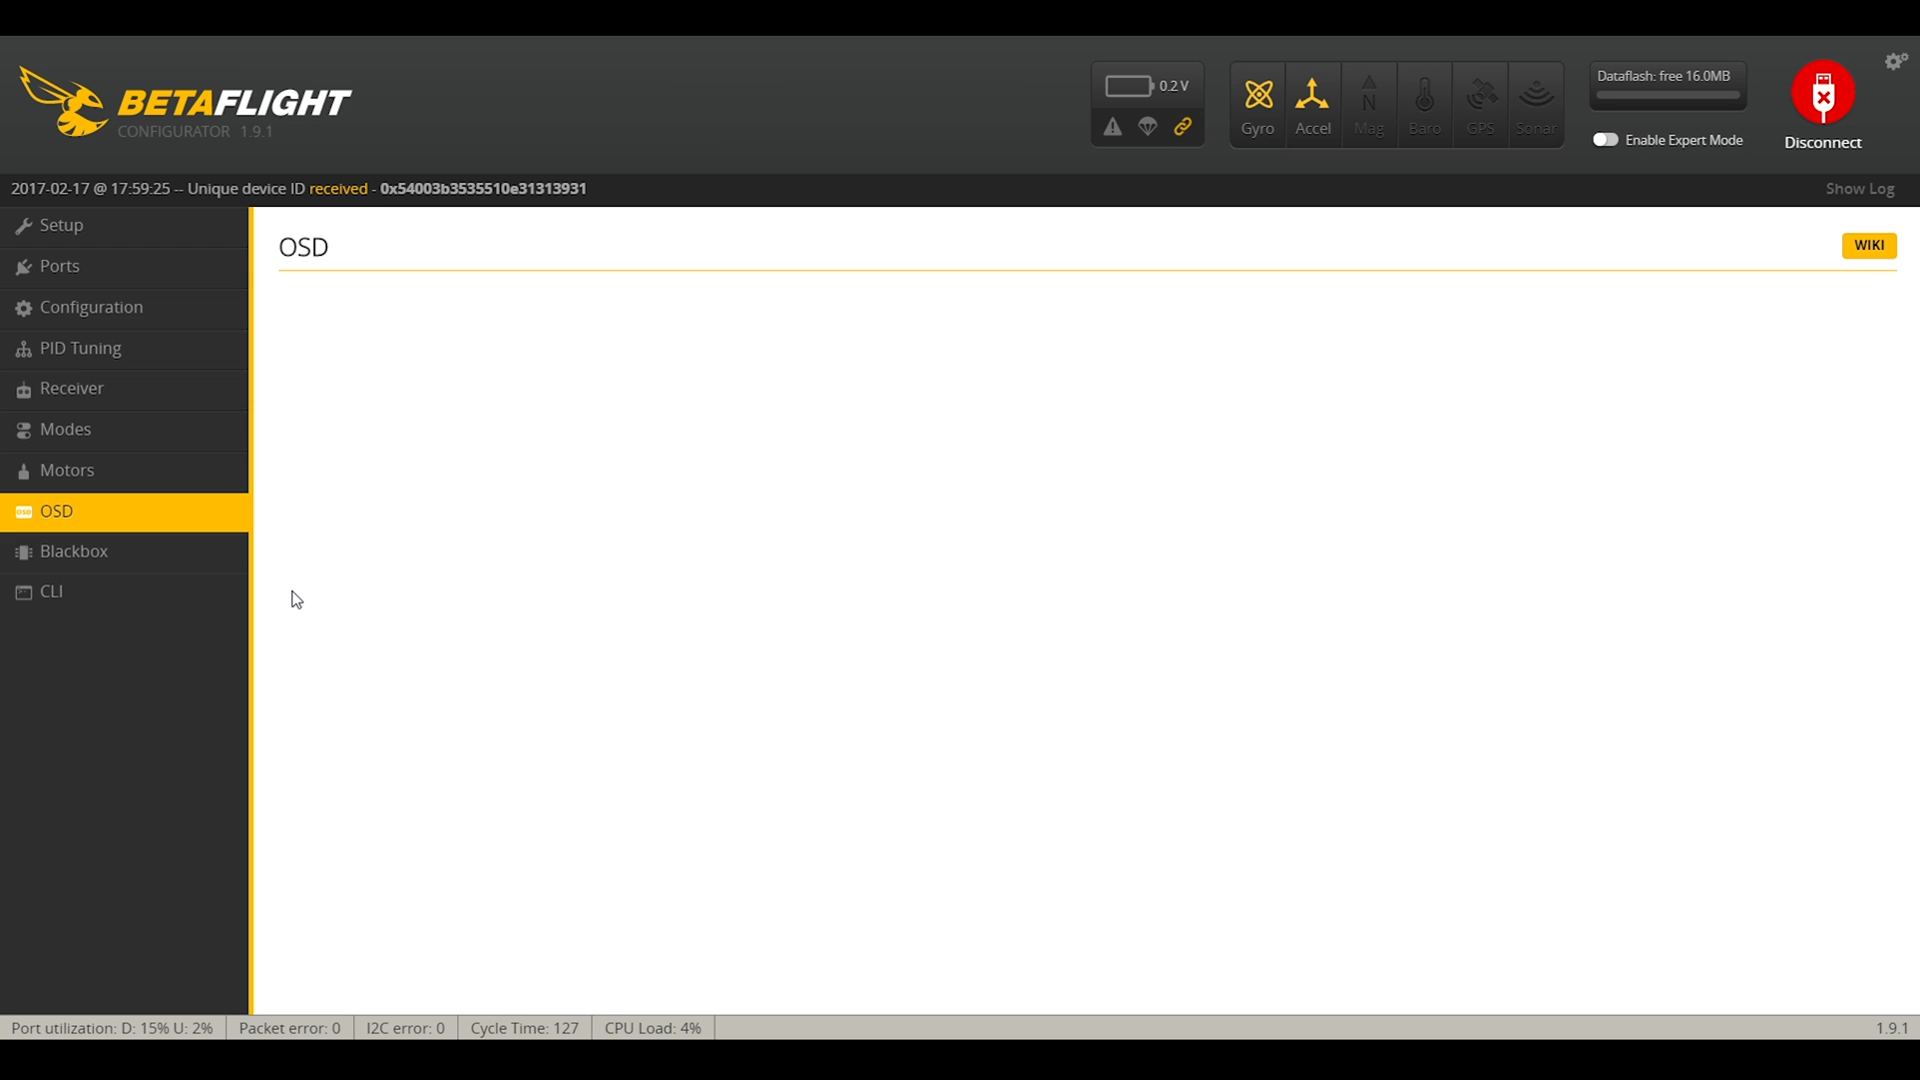 BETAFLIGHT
CONFIGURATOR 1.9.1
0.2 V
Gyro
Accel
Mag
Baro
GPS
Sonar
Dataflash: free 16.0MB
Enable Expert Mode
Disconnect
2017-02-17 @ 17:59:25 -- Unique device ID received - 0x54003b3535510e31313931
Show Log
Setup
Ports
Configuration
PID Tuning
Receiver
Modes
Motors
OSD
Blackbox
CLI
OSD
WIKI
Port utilization: D: 15% U: 2%
Packet error: 0
I2C error: 0
Cycle Time: 127
CPU Load: 4%
1.9.1